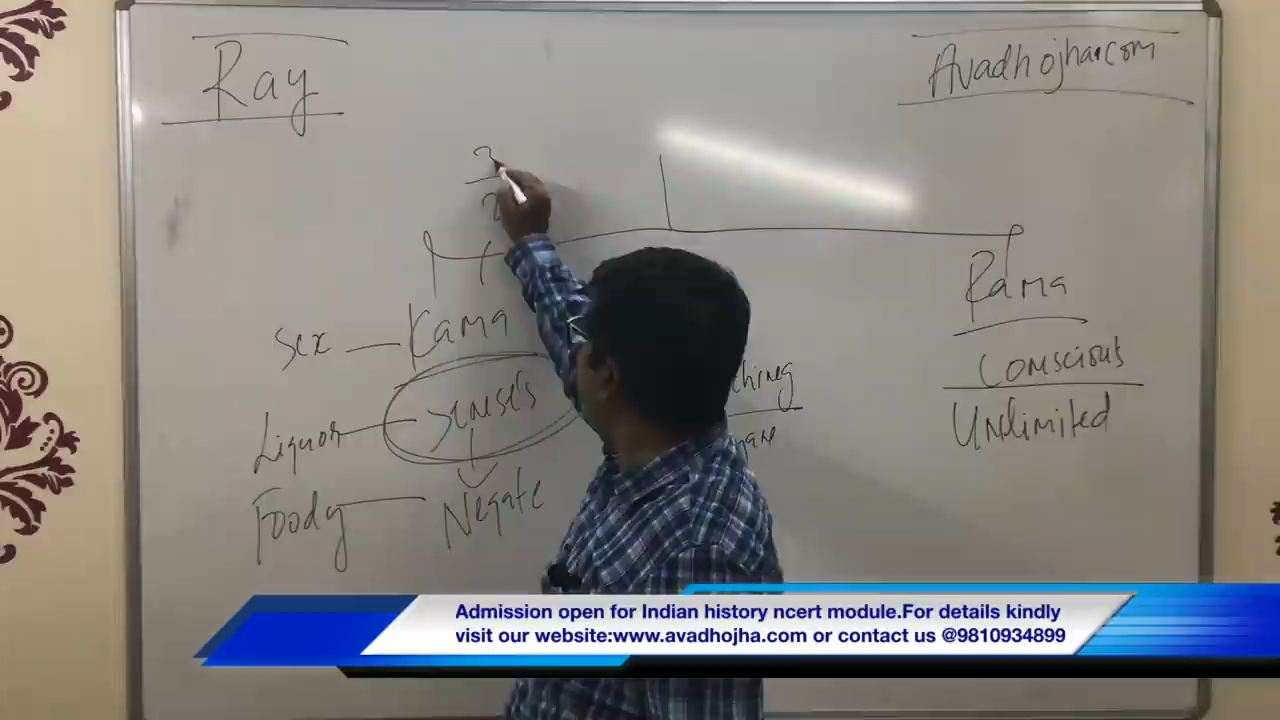 Ray
Avadhojha.com
Rama
Sex — Kama
Conscious
Liquor — Senses
Unlimited
Foody — Negate
Admission open for Indian history ncert module.For details kindly
visit our website:www.avadhojha.com or contact us @9810934899